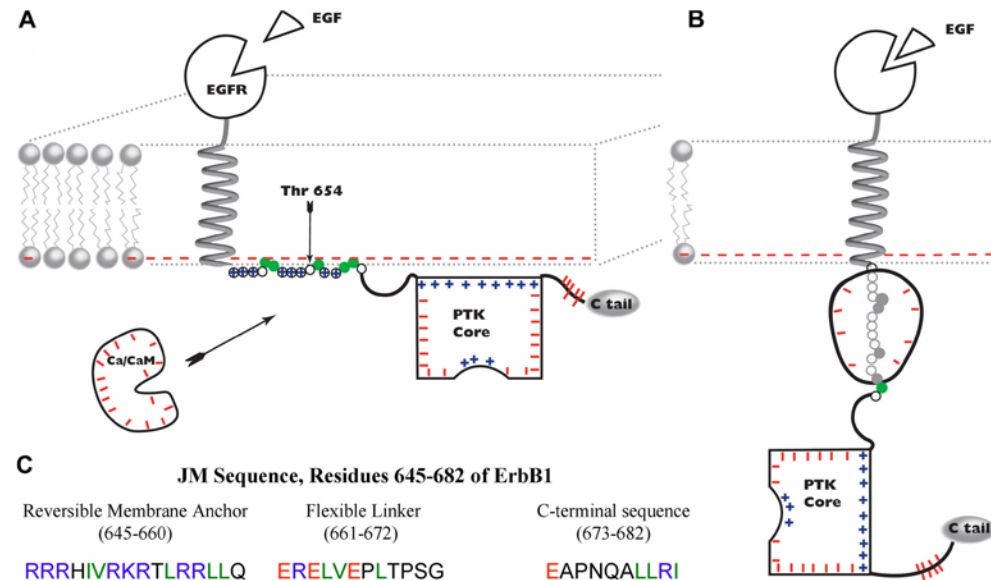 A
B
EGF
EGF
EGFR
Thr 654
C tail
PTK
Core
Ca/CaM
PTK
Core
C tail
C
JM Sequence, Residues 645-682 of ErbB1
Reversible Membrane Anchor Flexible Linker C-terminal sequence
(645-660) (661-672) (673-682)
RRRHIVRKRTLRRLLQ ERELVEPLTPSG EAPNQALLRI